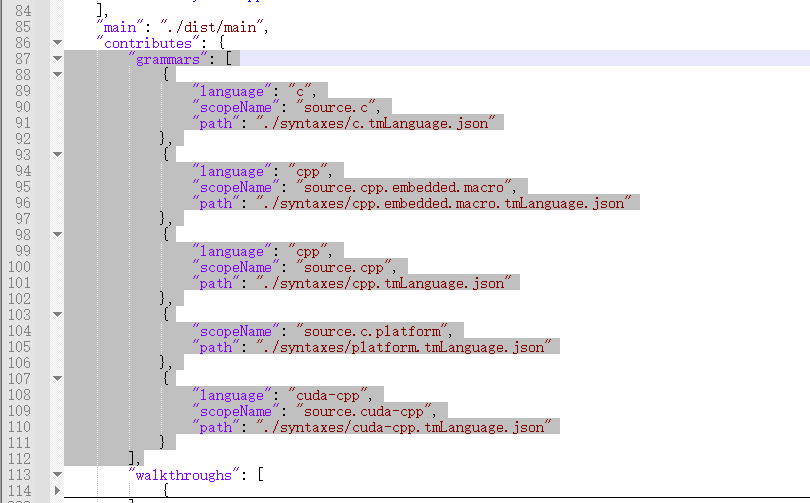 84 ],
85 "main": "./dist/main",
86 "contributes": {
87 "grammars": [
88 {
89 "language": "c",
90 "scopeName": "source.c",
91 "path": "./syntaxes/c.tmLanguage.json"
92 },
93 {
94 "language": "cpp",
95 "scopeName": "source.cpp.embedded.macro",
96 "path": "./syntaxes/cpp.embedded.macro.tmLanguage.json"
97 },
98 {
99 "language": "cpp",
100 "scopeName": "source.cpp",
101 "path": "./syntaxes/cpp.tmLanguage.json"
102 },
103 {
104 "scopeName": "source.c.platform",
105 "path": "./syntaxes/platform.tmLanguage.json"
106 },
107 {
108 "language": "cuda-cpp",
109 "scopeName": "source.cuda-cpp",
110 "path": "./syntaxes/cuda-cpp.tmLanguage.json"
111 }
112 ],
113 "walkthroughs": [
114 {